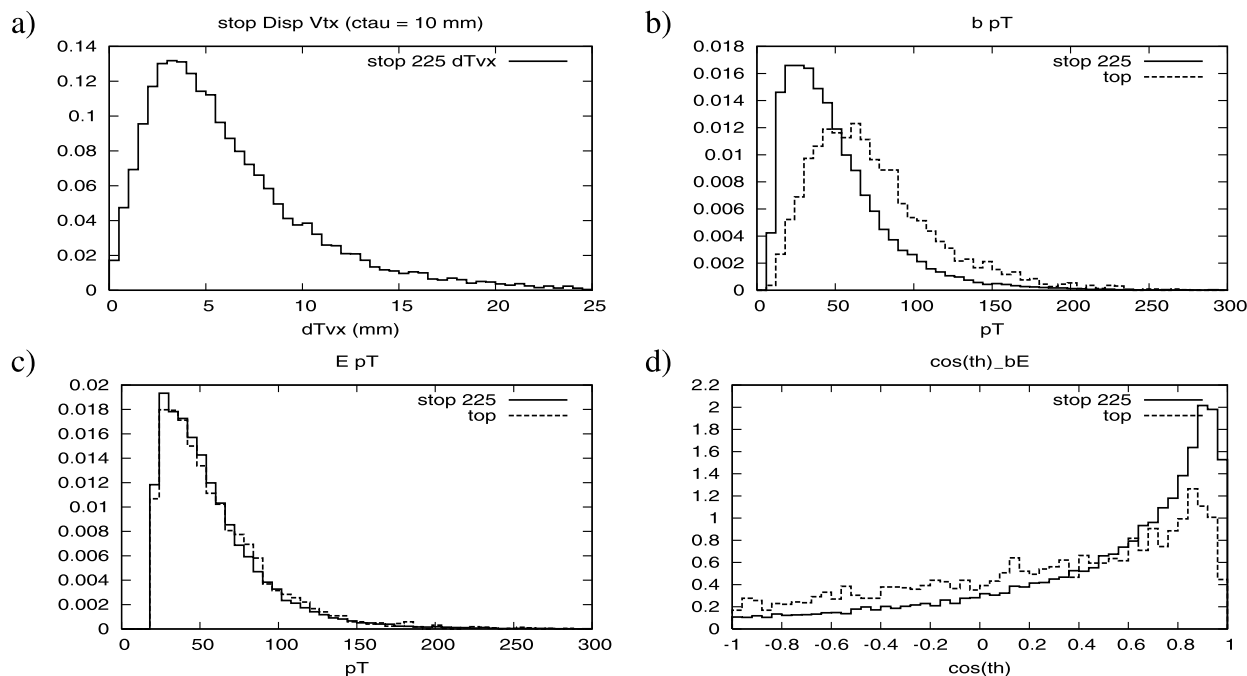 a)
stop Disp Vtx (ctau = 10 mm)
stop 225 dTvx
0.14
0.12
0.1
0.08
0.06
0.04
0.02
0
0 5 10 15 20 25
dTvx (mm)
b)
b pT
stop 225
top
0.018
0.016
0.014
0.012
0.01
0.008
0.006
0.004
0.002
0
0 50 100 150 200 250 300
pT
c)
E pT
stop 225
top
0.02
0.018
0.016
0.014
0.012
0.01
0.008
0.006
0.004
0.002
0
0 50 100 150 200 250 300
pT
d)
cos(th)_bE
stop 225
top
2.2
2
1.8
1.6
1.4
1.2
1
0.8
0.6
0.4
0.2
0
-1 -0.8 -0.6 -0.4 -0.2 0 0.2 0.4 0.6 0.8 1
cos(th)